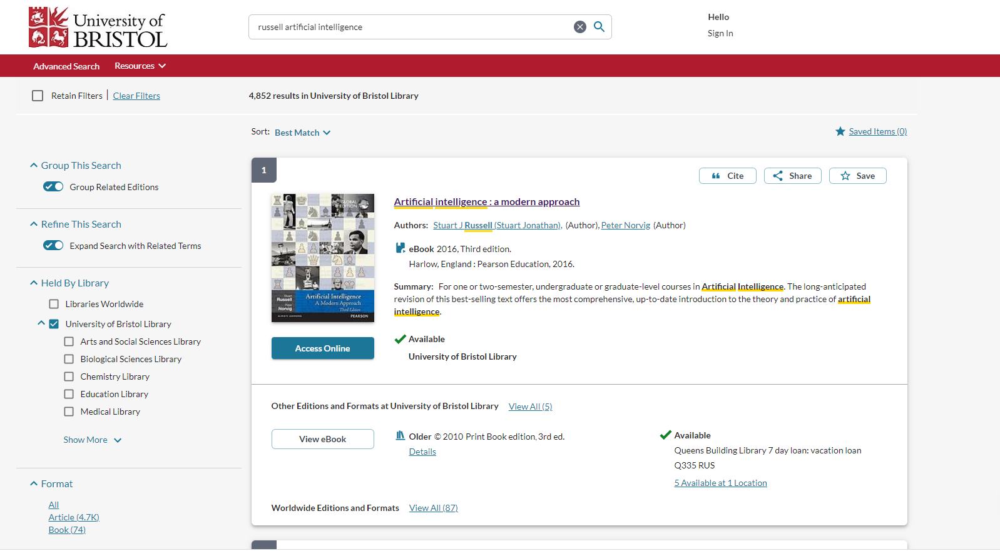 University of
BRISTOL
russell artificial intelligence
Hello
Sign In
Advanced Search
Resources
Retain Filters
Clear Filters
4,852 results in University of Bristol Library
Sort: Best Match
Saved Items (0)
Group This Search
Group Related Editions
Refine This Search
Expand Search with Related Terms
Held By Library
Libraries Worldwide
University of Bristol Library
Arts and Social Sciences Library
Biological Sciences Library
Chemistry Library
Education Library
Medical Library
Show More
Format
All
Article (4.7K)
Book (74)
1
Cite
Share
Save
GLOBAL
EDITION
Stuart
Russell
Peter
Norvig
Artificial Intelligence
A Modern Approach
Third Edition
ALWAYS LEARNING
PEARSON
Access Online
Artificial intelligence : a modern approach
Authors: Stuart J Russell (Stuart Jonathan), (Author), Peter Norvig (Author)
eBook 2016, Third edition.
Harlow, England : Pearson Education, 2016.
Summary: For one or two-semester, undergraduate or graduate-level courses in Artificial Intelligence. The long-anticipated
revision of this best-selling text offers the most comprehensive, up-to-date introduction to the theory and practice of artificial
intelligence.
Available
University of Bristol Library
Other Editions and Formats at University of Bristol Library View All (5)
View eBook
Older © 2010 Print Book edition, 3rd ed.
Details
Available
Queens Building Library 7 day loan: vacation loan
Q335 RUS
5 Available at 1 Location
Worldwide Editions and Formats View All (87)